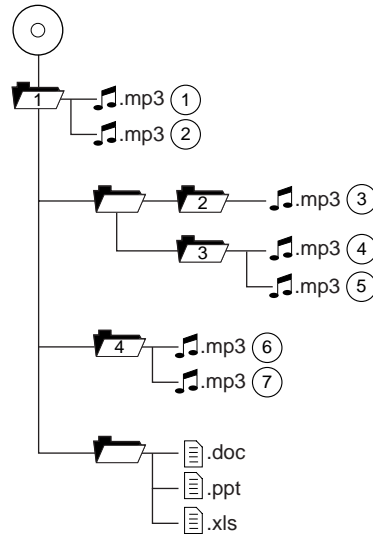 1 .mp3 1
.mp3 2
2 .mp3 3
3 .mp3 4
.mp3 5
4 .mp3 6
.mp3 7
.doc
.ppt
.xls